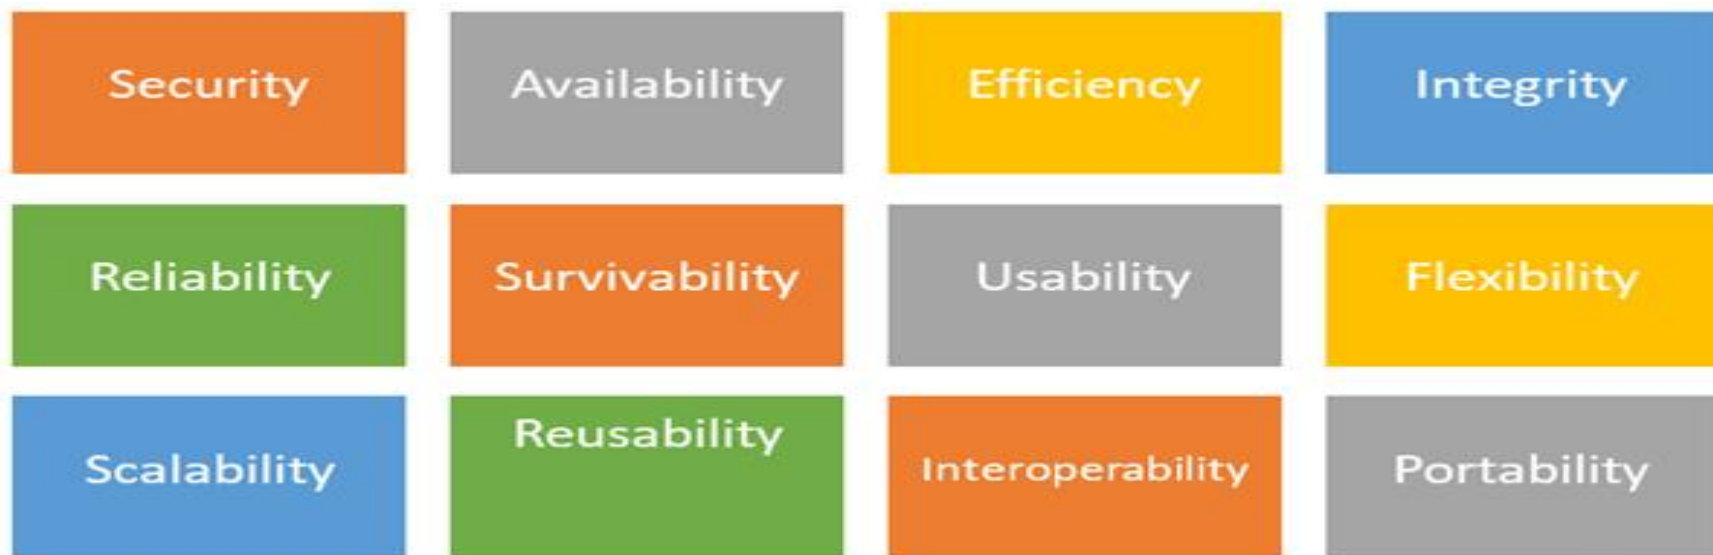 Security
Availability
Efficiency
Integrity
Reliability
Survivability
Usability
Flexibility
Scalability
Reusability
Interoperability
Portability